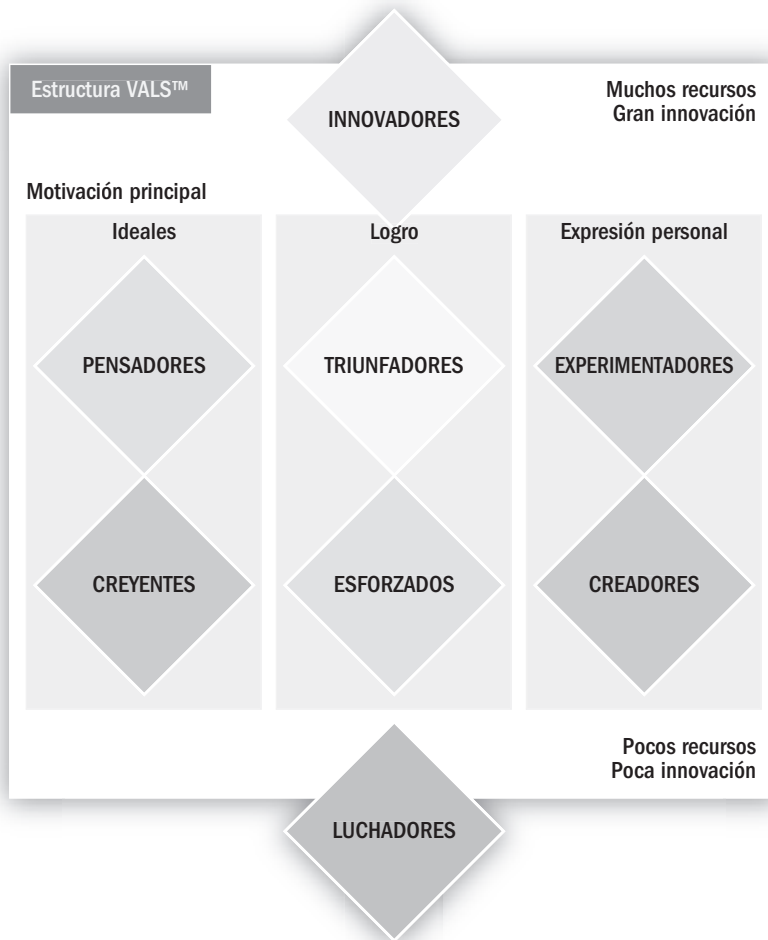 Estructura VALS™
INNOVADORES
Muchos recursos
Gran innovación
Motivación principal
Ideales
Logro
Expresión personal
PENSADORES
TRIUNFADORES
EXPERIMENTADORES
CREYENTES
ESFORZADOS
CREADORES
Pocos recursos
Poca innovación
LUCHADORES